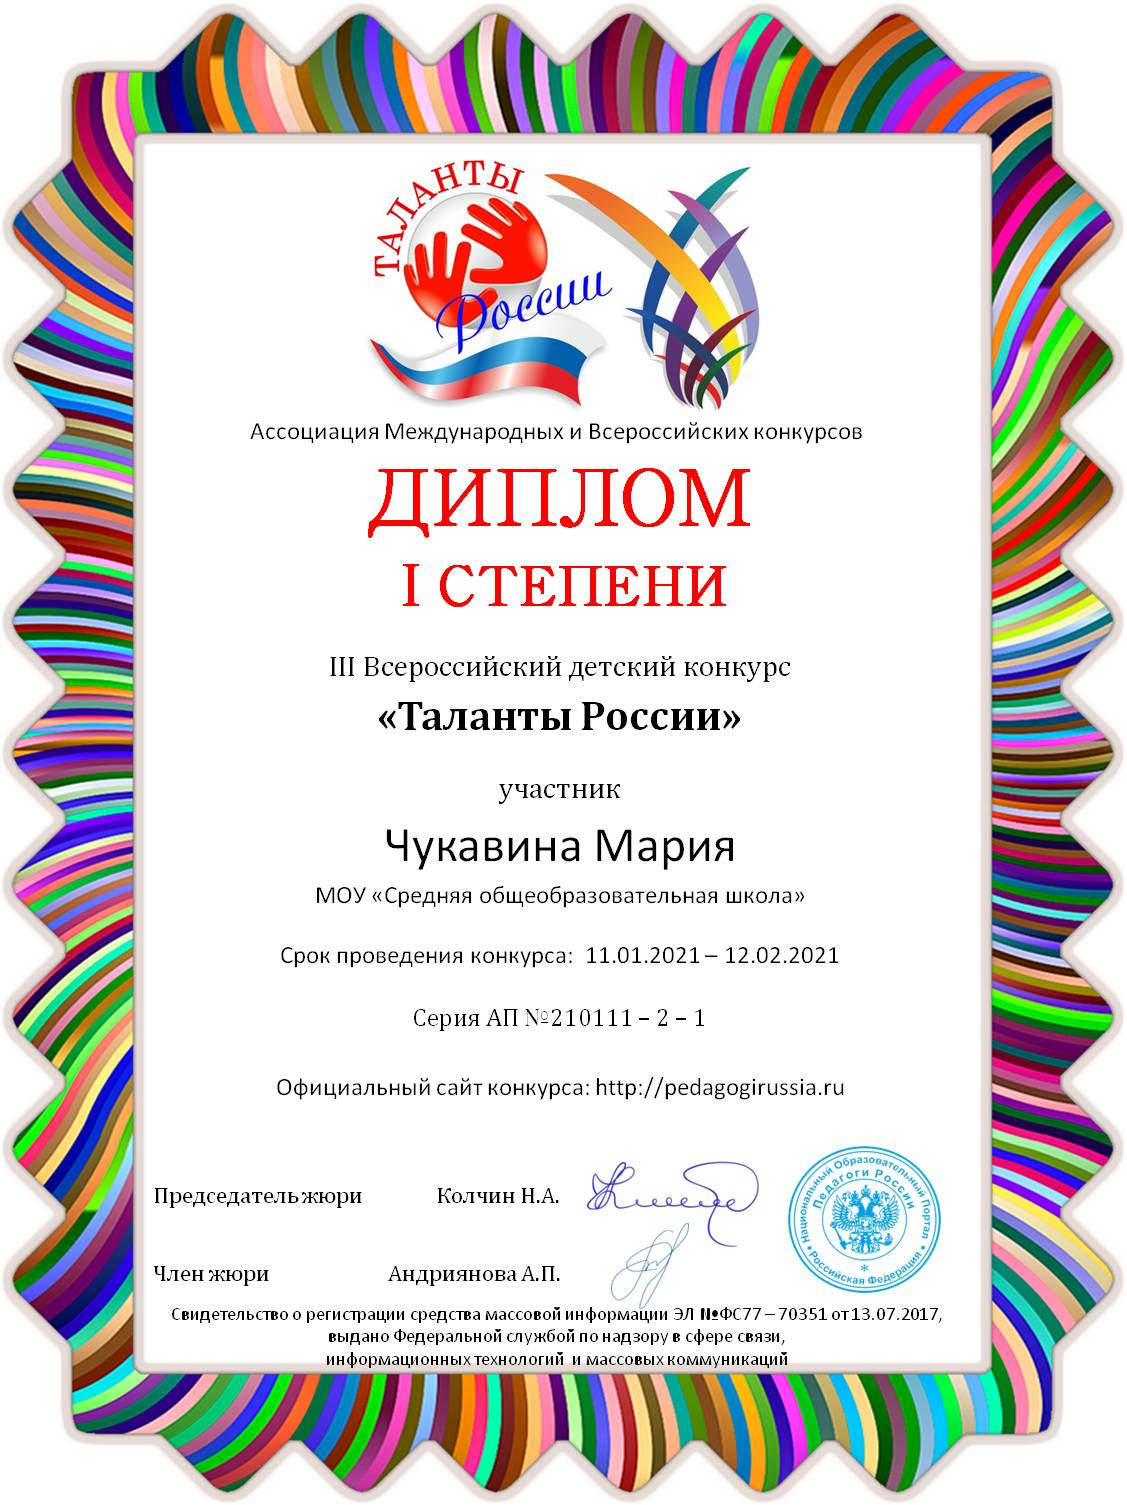 ТАЛАНТЫ
России
Ассоциация Международных и Всероссийских конкурсов
ДИПЛОМ
I СТЕПЕНИ
III Всероссийский детский конкурс
«Таланты России»
участник
Чукавина Мария
МОУ «Средняя общеобразовательная школа»
Срок проведения конкурса: 11.01.2021 – 12.02.2021
Серия АП №210111 – 2 – 1
Официальный сайт конкурса: http://pedagogirussia.ru
Председатель жюри Колчин Н.А.
Национальный Образовательный Портал
Педагоги России
* Российская Федерация *
Член жюри Андриянова А.П.
Свидетельство о регистрации средства массовой информации ЭЛ №ФС77 – 70351 от 13.07.2017,
выдано Федеральной службой по надзору в сфере связи,
информационных технологий и массовых коммуникаций